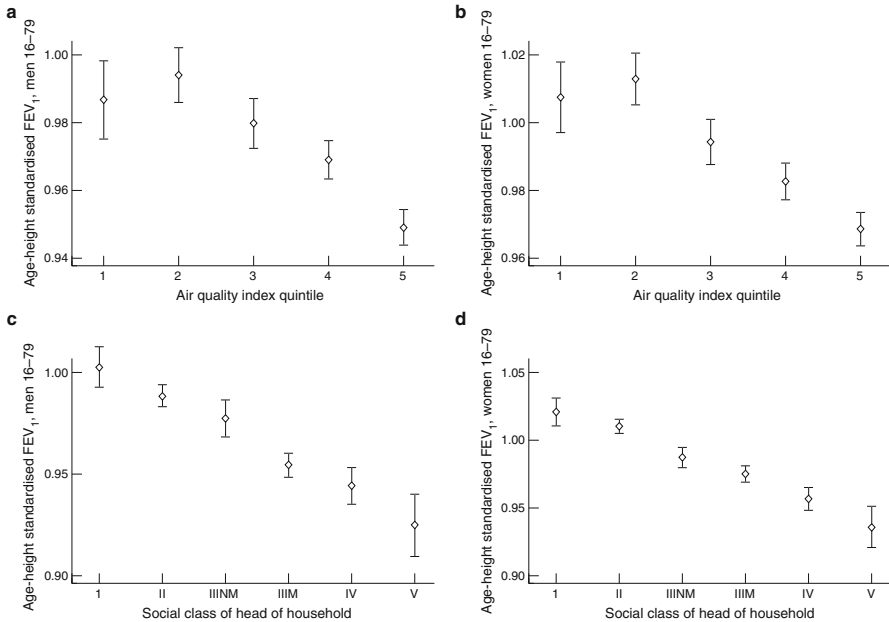 a
Age-height standardised FEV1, men 16–79
1.00
0.98
0.96
0.94
1 2 3 4 5
Air quality index quintile
b
Age-height standardised FEV1, women 16–79
1.02
1.00
0.98
0.96
1 2 3 4 5
Air quality index quintile
c
Age-height standardised FEV1, men 16–79
1.00
0.95
0.90
1 II IIINM IIIM IV V
Social class of head of household
d
Age-height standardised FEV1, women 16–79
1.05
1.00
0.95
0.90
1 II IIINM IIIM IV V
Social class of head of household